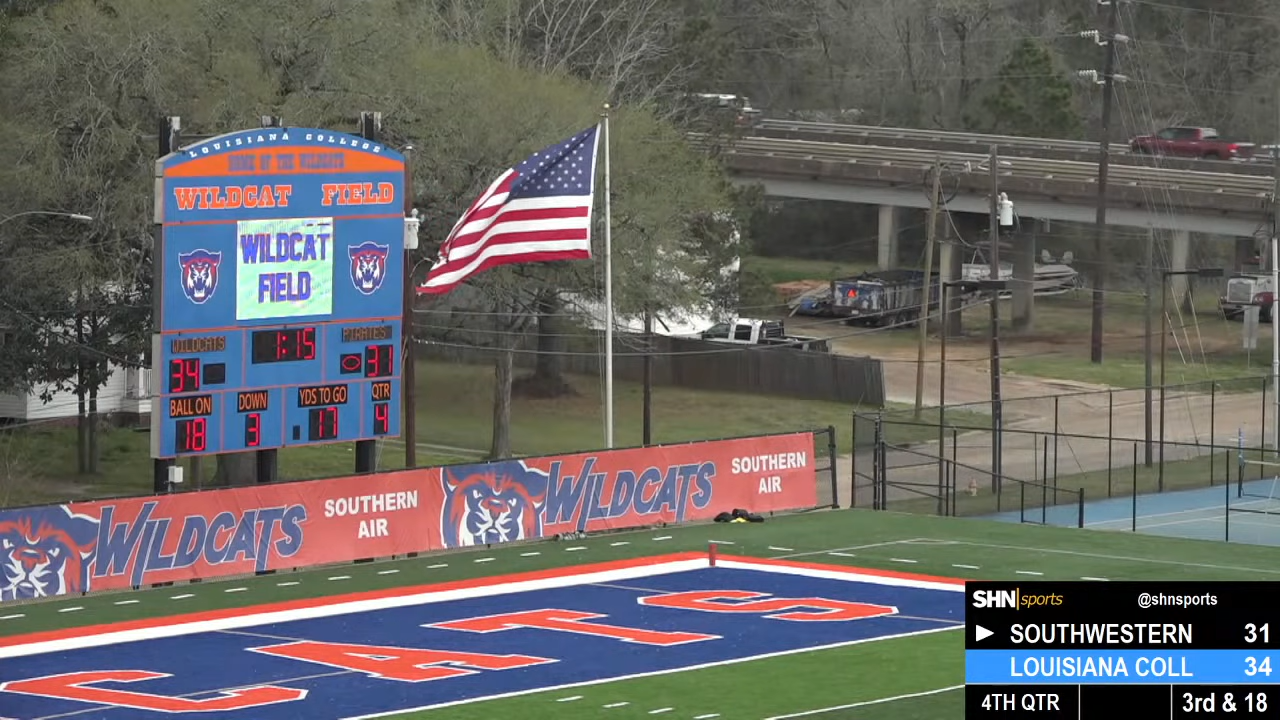 LOUISIANA COLLEGE
HOME OF THE WILDCATS
WILDCAT FIELD
WILDCAT
FIELD
WILDCATS 1:15 PIRATES
34 31
BALL ON DOWN YDS TO GO QTR
18 3 17 4
WILDCATS SOUTHERN AIR WILDCATS SOUTHERN AIR
CATS
SHN sports @shnsports
SOUTHWESTERN 31
LOUISIANA COLL 34
4TH QTR 3rd & 18